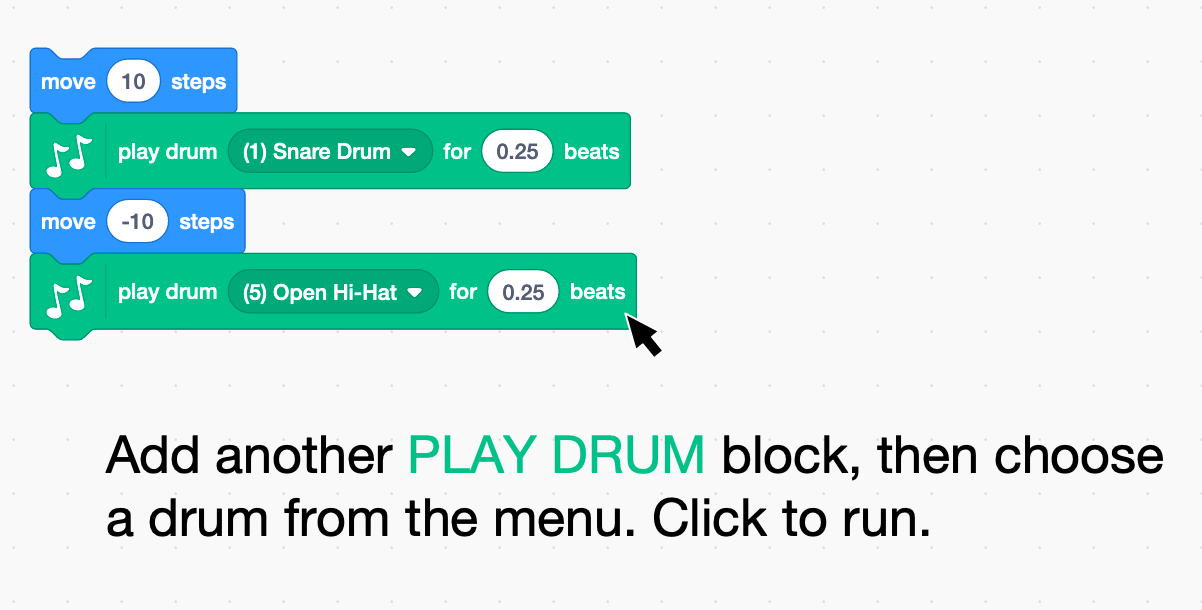 move 10 steps
play drum (1) Snare Drum for 0.25 beats
move -10 steps
play drum (5) Open Hi-Hat for 0.25 beats
Add another PLAY DRUM block, then choose
a drum from the menu. Click to run.